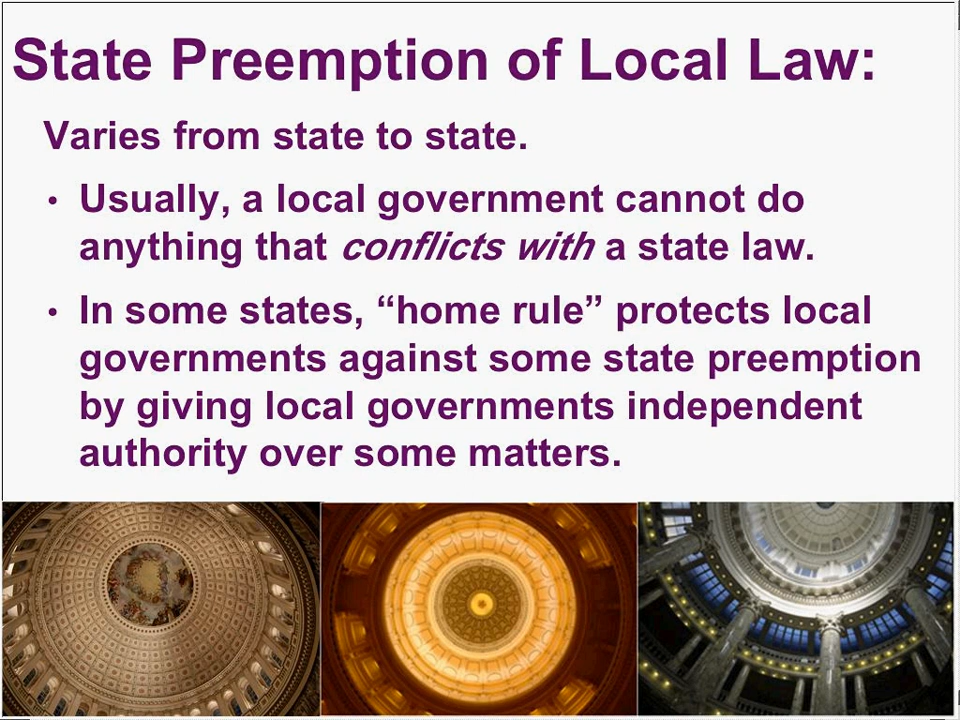 State Preemption of Local Law:
Varies from state to state.
• Usually, a local government cannot do
anything that conflicts with a state law.
• In some states, “home rule” protects local
governments against some state preemption
by giving local governments independent
authority over some matters.